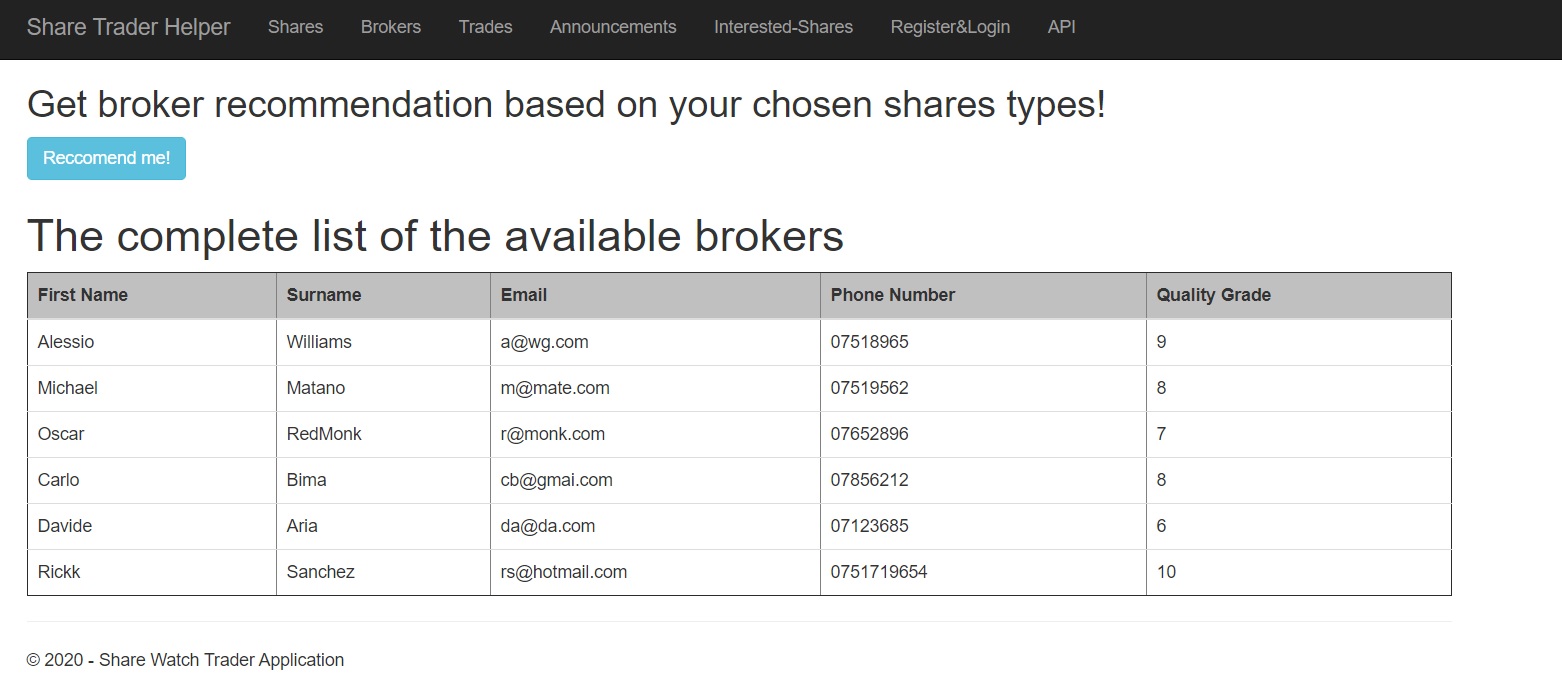 Share Trader Helper Shares Brokers Trades Announcements Interested-Shares Register&Login API
Get broker recommendation based on your chosen shares types!
Reccomend me!
The complete list of the available brokers
First Name Surname Email Phone Number Quality Grade
Alessio Williams a@wg.com 07518965 9
Michael Matano m@mate.com 07519562 8
Oscar RedMonk r@monk.com 07652896 7
Carlo Bima cb@gmai.com 07856212 8
Davide Aria da@da.com 07123685 6
Rickk Sanchez rs@hotmail.com 0751719654 10
© 2020 - Share Watch Trader Application